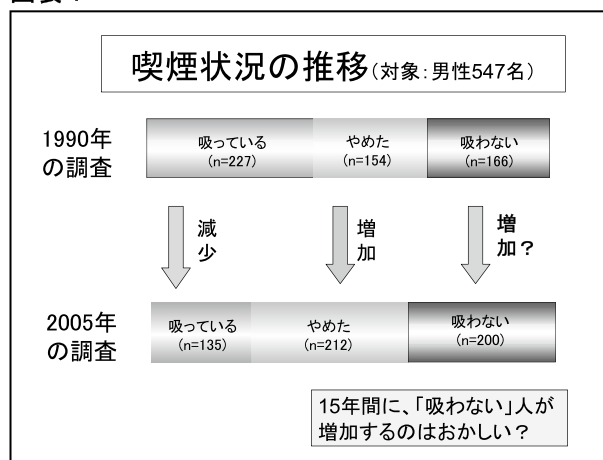 喫煙状況の推移(対象:男性547名)
1990年
の調査
吸っている
(n=227)
やめた
(n=154)
吸わない
(n=166)
減少
増加
増加?
2005年
の調査
吸っている
(n=135)
やめた
(n=212)
吸わない
(n=200)
15年間に、「吸わない」人が
増加するのはおかしい?